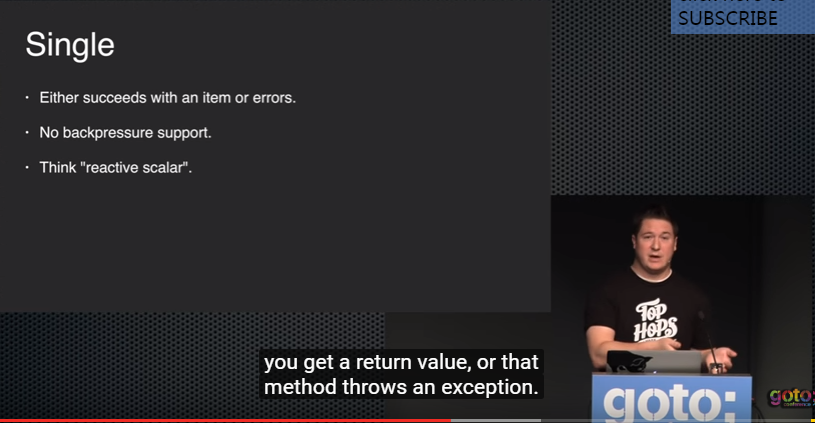 SUBSCRIBE
Single
· Either succeeds with an item or errors.
· No backpressure support.
· Think "reactive scalar".
TOP
HOPS
you get a return value, or that
method throws an exception.
goto;
goto;
conference